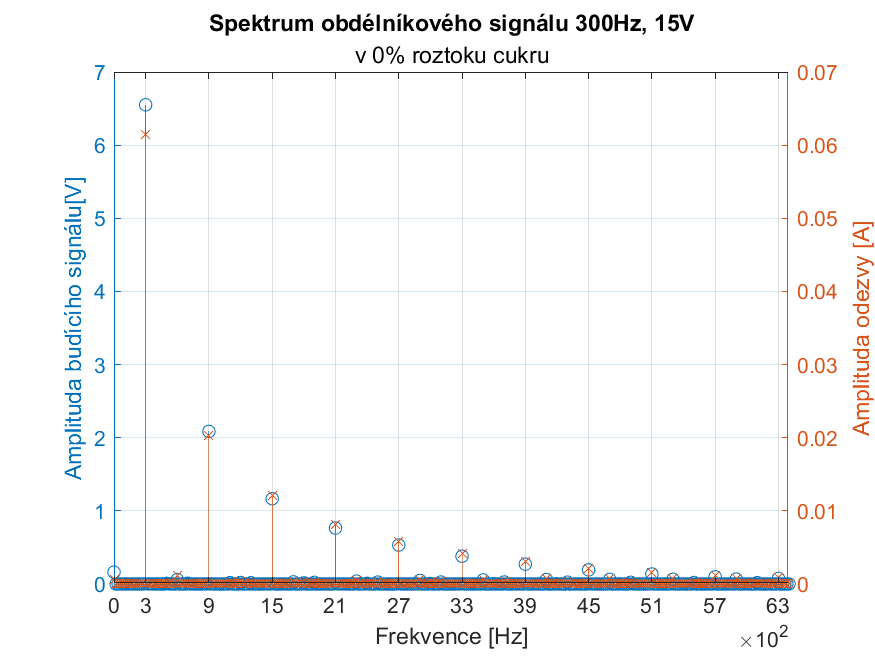 Spektrum obdélníkového signálu 300Hz, 15V
v 0% roztoku cukru
7
6
5
4
3
2
1
0
Amplituda budícího signálu[V]
0.07
0.06
0.05
0.04
0.03
0.02
0.01
0
Amplituda odezvy [A]
0 3 9 15 21 27 33 39 45 51 57 63
Frekvence [Hz]
×10²